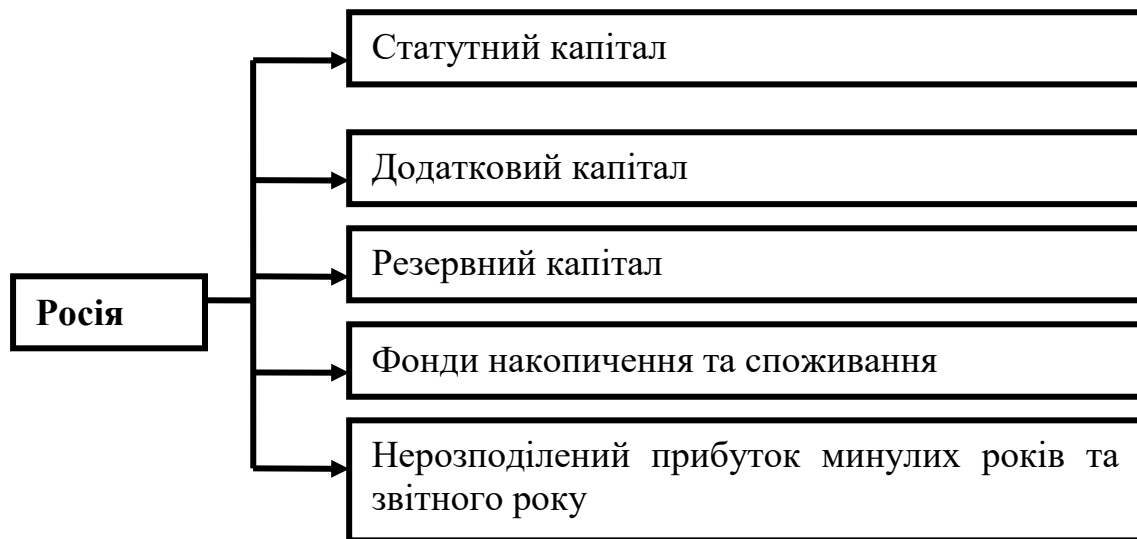 Статутний капітал
Додатковий капітал
Резервний капітал
Росія
Фонди накопичення та споживання
Нерозподілений прибуток минулих років та
звітного року